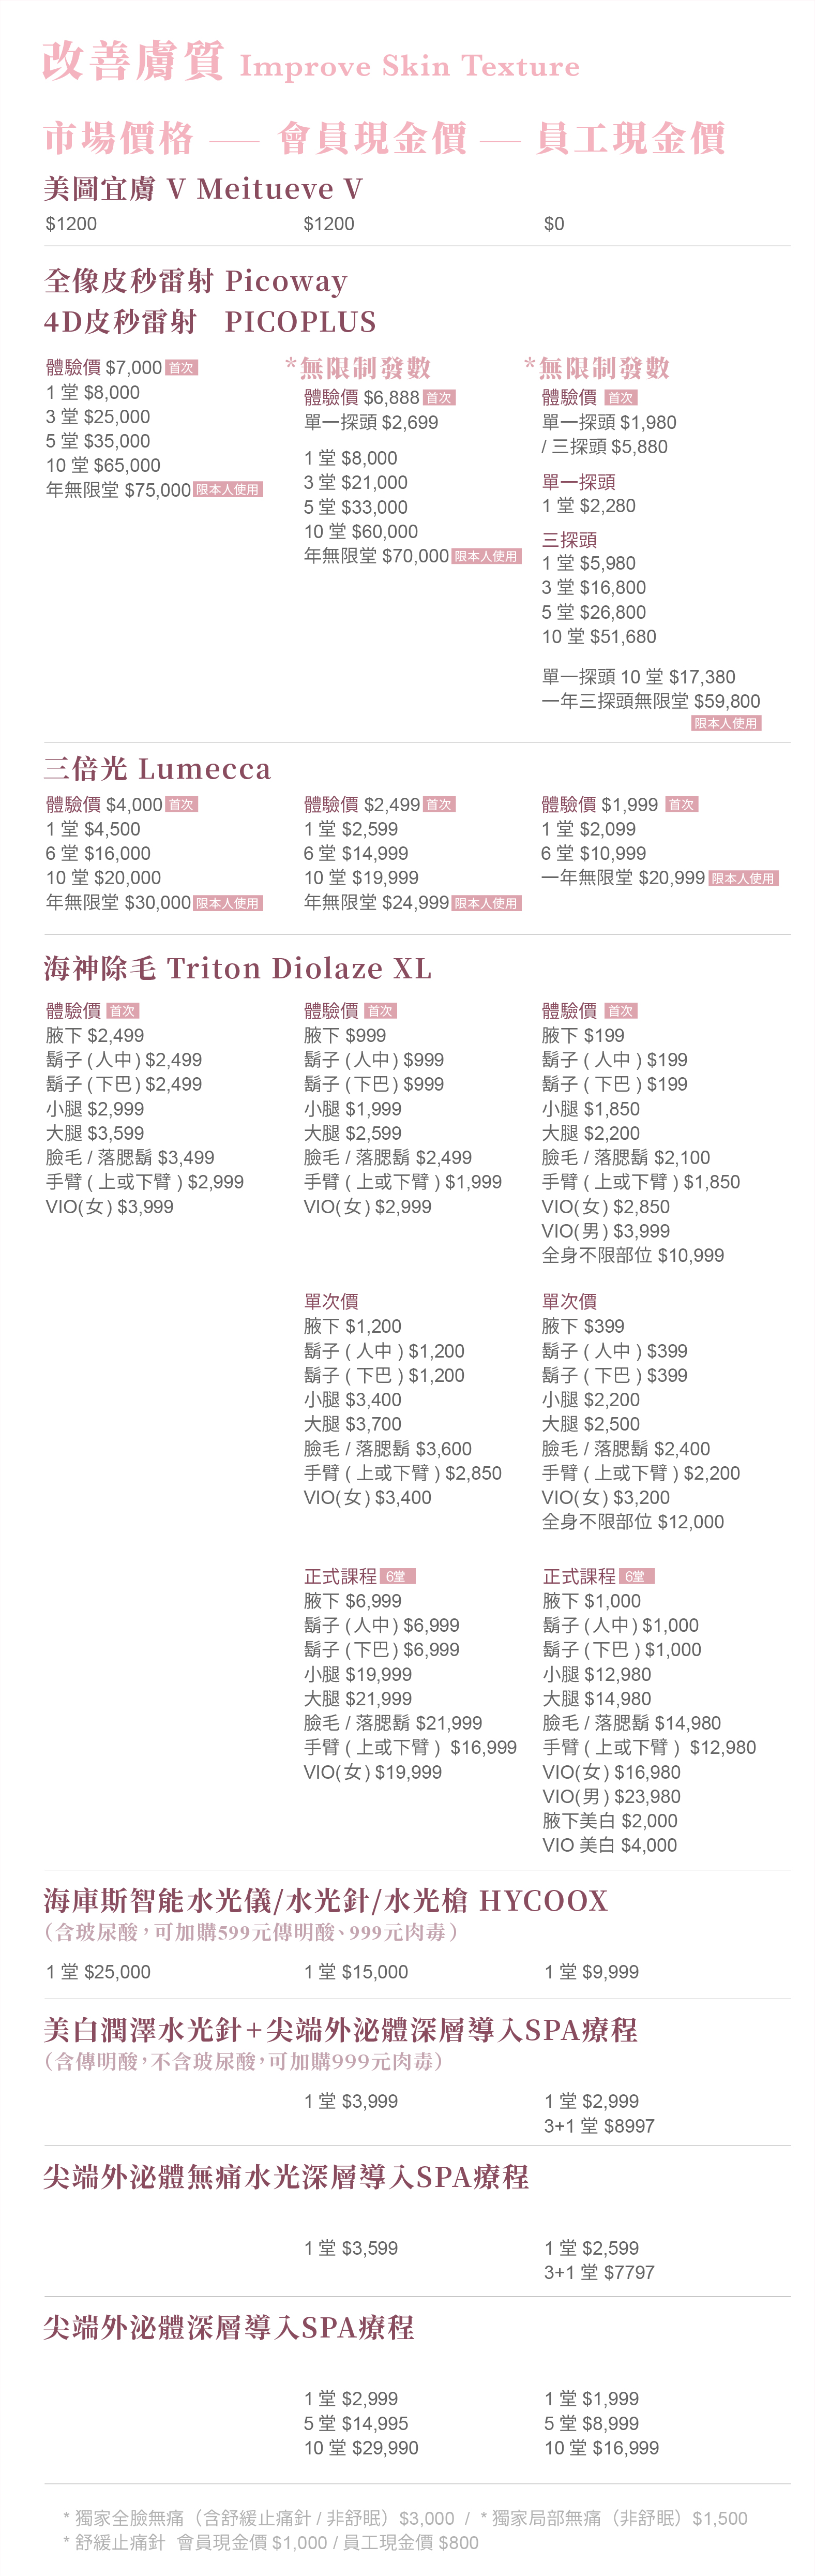 改善膚質 Improve Skin Texture
市場價格 — 會員現金價 — 員工現金價
美圖宜膚 V Meitueve V
$1200 $1200 $0
全像皮秒雷射 Picoway
4D皮秒雷射 PICOPLUS
體驗價 $7,000 首次
1 堂 $8,000
3 堂 $25,000
5 堂 $35,000
10 堂 $65,000
年無限堂 $75,000 限本人使用
*無限制發數
體驗價 $6,888 首次
單一探頭 $2,699
1 堂 $8,000
3 堂 $21,000
5 堂 $33,000
10 堂 $60,000
年無限堂 $70,000 限本人使用
*無限制發數
體驗價 首次
單一探頭 $1,980
/ 三探頭 $5,880
單一探頭
1 堂 $2,280
三探頭
1 堂 $5,980
3 堂 $16,800
5 堂 $26,800
10 堂 $51,680
單一探頭 10 堂 $17,380
一年三探頭無限堂 $59,800
限本人使用
三倍光 Lumecca
體驗價 $4,000 首次
1 堂 $4,500
6 堂 $16,000
10 堂 $20,000
年無限堂 $30,000 限本人使用
體驗價 $2,499 首次
1 堂 $2,599
6 堂 $14,999
10 堂 $19,999
年無限堂 $24,999 限本人使用
體驗價 $1,999 首次
1 堂 $2,099
6 堂 $10,999
一年無限堂 $20,999 限本人使用
海神除毛 Triton Diolaze XL
體驗價 首次
腋下 $2,499
鬍子 (人中) $2,499
鬍子 (下巴) $2,499
小腿 $2,999
大腿 $3,599
臉毛 / 落腮鬍 $3,499
手臂 ( 上或下臂 ) $2,999
VIO(女) $3,999
體驗價 首次
腋下 $999
鬍子 (人中) $999
鬍子 (下巴) $999
小腿 $1,999
大腿 $2,599
臉毛 / 落腮鬍 $2,499
手臂 ( 上或下臂 ) $1,999
VIO(女) $2,999
體驗價 首次
腋下 $199
鬍子 ( 人中 ) $199
鬍子 ( 下巴 ) $199
小腿 $1,850
大腿 $2,200
臉毛 / 落腮鬍 $2,100
手臂 ( 上或下臂 ) $1,850
VIO(女) $2,850
VIO(男) $3,999
全身不限部位 $10,999
單次價
腋下 $1,200
鬍子 ( 人中 ) $1,200
鬍子 ( 下巴 ) $1,200
小腿 $3,400
大腿 $3,700
臉毛 / 落腮鬍 $3,600
手臂 ( 上或下臂 ) $2,850
VIO(女) $3,400
單次價
腋下 $399
鬍子 ( 人中 ) $399
鬍子 ( 下巴 ) $399
小腿 $2,200
大腿 $2,500
臉毛 / 落腮鬍 $2,400
手臂 ( 上或下臂 ) $2,200
VIO(女) $3,200
全身不限部位 $12,000
正式課程 6堂
腋下 $6,999
鬍子 (人中) $6,999
鬍子 (下巴) $6,999
小腿 $19,999
大腿 $21,999
臉毛 / 落腮鬍 $21,999
手臂 ( 上或下臂 ) $16,999
VIO(女) $19,999
正式課程 6堂
腋下 $1,000
鬍子 (人中) $1,000
鬍子 (下巴 ) $1,000
小腿 $12,980
大腿 $14,980
臉毛 / 落腮鬍 $14,980
手臂 ( 上或下臂 ) $12,980
VIO(女) $16,980
VIO(男) $23,980
腋下美白 $2,000
VIO 美白 $4,000
海庫斯智能水光儀/水光針/水光槍 HYCOOX
（含玻尿酸，可加購599元傳明酸、999元肉毒）
1 堂 $25,000 1 堂 $15,000 1 堂 $9,999
美白潤澤水光針+尖端外泌體深層導入SPA療程
（含傳明酸，不含玻尿酸，可加購999元肉毒）
1 堂 $3,999
1 堂 $2,999
3+1 堂 $8997
尖端外泌體無痛水光深層導入SPA療程
1 堂 $3,599
1 堂 $2,599
3+1 堂 $7797
尖端外泌體深層導入SPA療程
1 堂 $2,999
5 堂 $14,995
10 堂 $29,990
1 堂 $1,999
5 堂 $8,999
10 堂 $16,999
* 獨家全臉無痛（含舒緩止痛針 / 非舒眠）$3,000 / * 獨家局部無痛（非舒眠）$1,500
* 舒緩止痛針 會員現金價 $1,000 / 員工現金價 $800